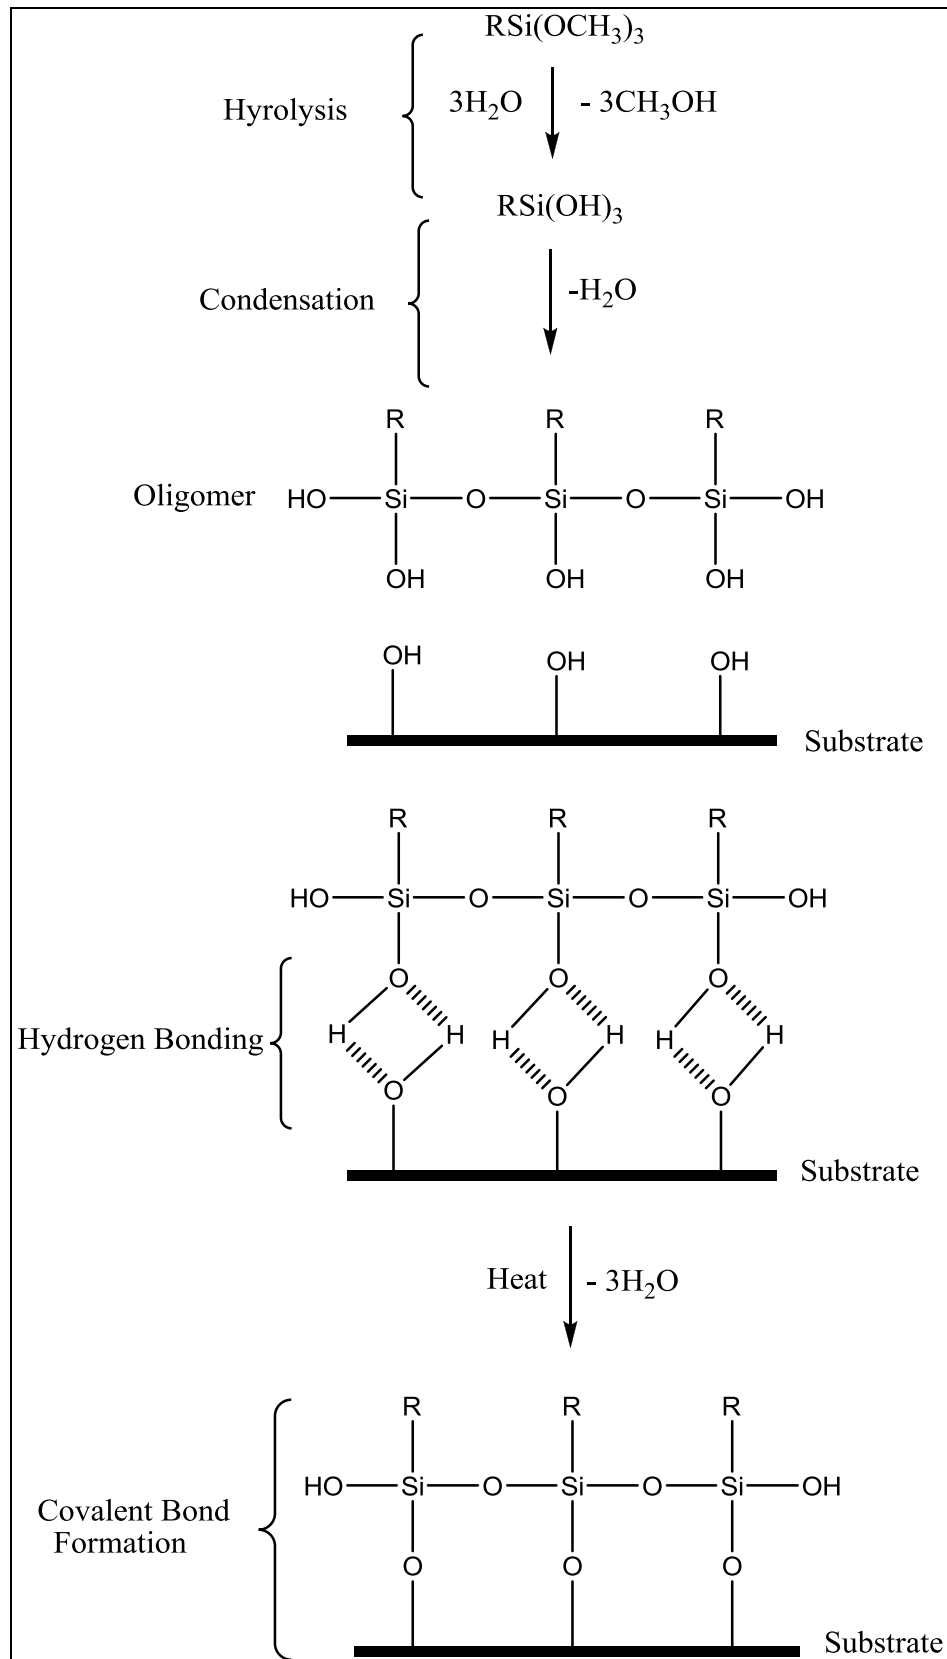 RSi(OCH₃)₃
3H₂O - 3CH₃OH
Hyrolysis
RSi(OH)₃
Condensation
-H₂O
R R R
Oligomer HO Si O Si O Si OH
OH OH OH
OH OH OH
Substrate
R R R
HO Si O Si O Si OH
O O O
Hydrogen Bonding H H H H H H
O O O
Substrate
Heat - 3H₂O
R R R
HO Si O Si O Si OH
Covalent Bond
Formation
O O O
Substrate